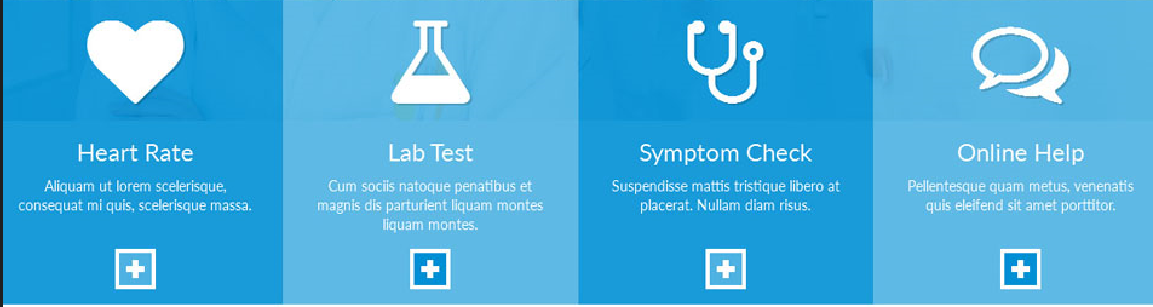 Heart Rate
Aliquam ut lorem scelerisque,
consequat mi quis, scelerisque massa.
Lab Test
Cum sociis natoque penatibus et
magnis dis parturient liquam montes
liquam montes.
Symptom Check
Suspendisse mattis tristique libero at
placerat. Nullam diam risus.
Online Help
Pellentesque quam metus, venenatis
quis eleifend sit amet porttitor.